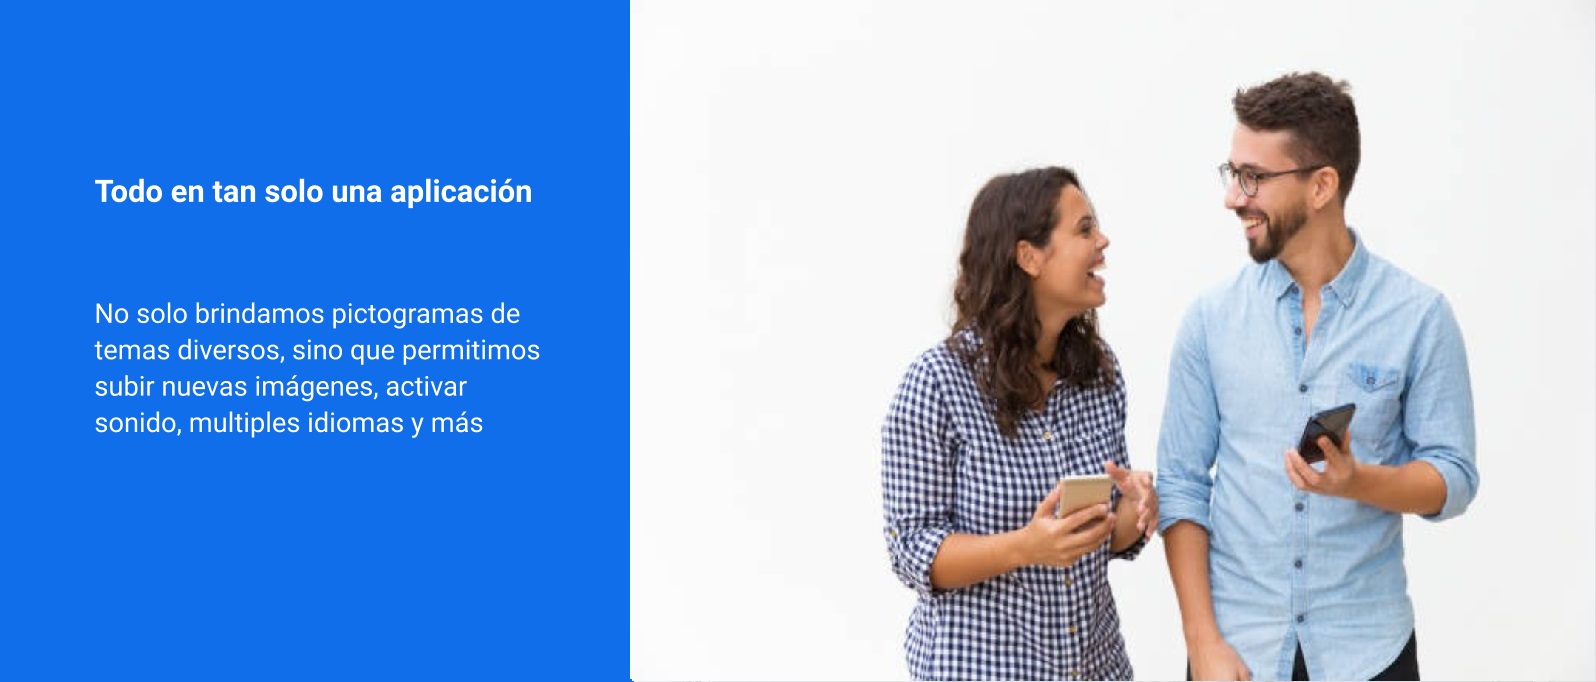 Todo en tan solo una aplicación
No solo brindamos pictogramas de
temas diversos, sino que permitimos
subir nuevas imágenes, activar
sonido, multiples idiomas y más